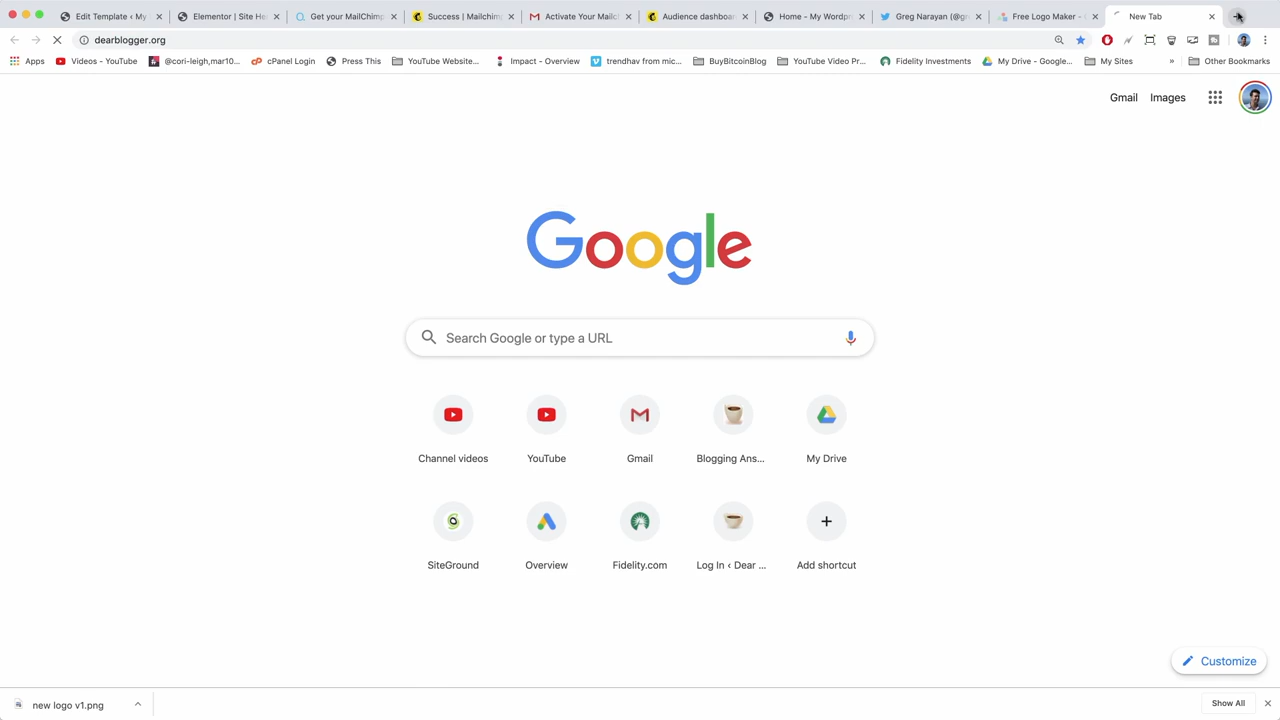 Edit Template ‹ My
Elementor | Site He
Get your MailChimp
Success | Mailchim
Activate Your Mailc
Audience dashboar
Home - My Wordpr
Greg Narayan (@gr
Free Logo Maker -
New Tab
dearblogger.org
Apps
Videos - YouTube
@cori-leigh,mar10...
cPanel Login
Press This
YouTube Website...
Impact - Overview
trendhav from mic...
BuyBitcoinBlog
YouTube Video Pr...
Fidelity Investments
My Drive - Google...
My Sites
»
Other Bookmarks
Gmail
Images
Google
Search Google or type a URL
Channel videos
YouTube
Gmail
Blogging Ans...
My Drive
SiteGround
Overview
Fidelity.com
Log In ‹ Dear ...
Add shortcut
Customize
new logo v1.png
Show All